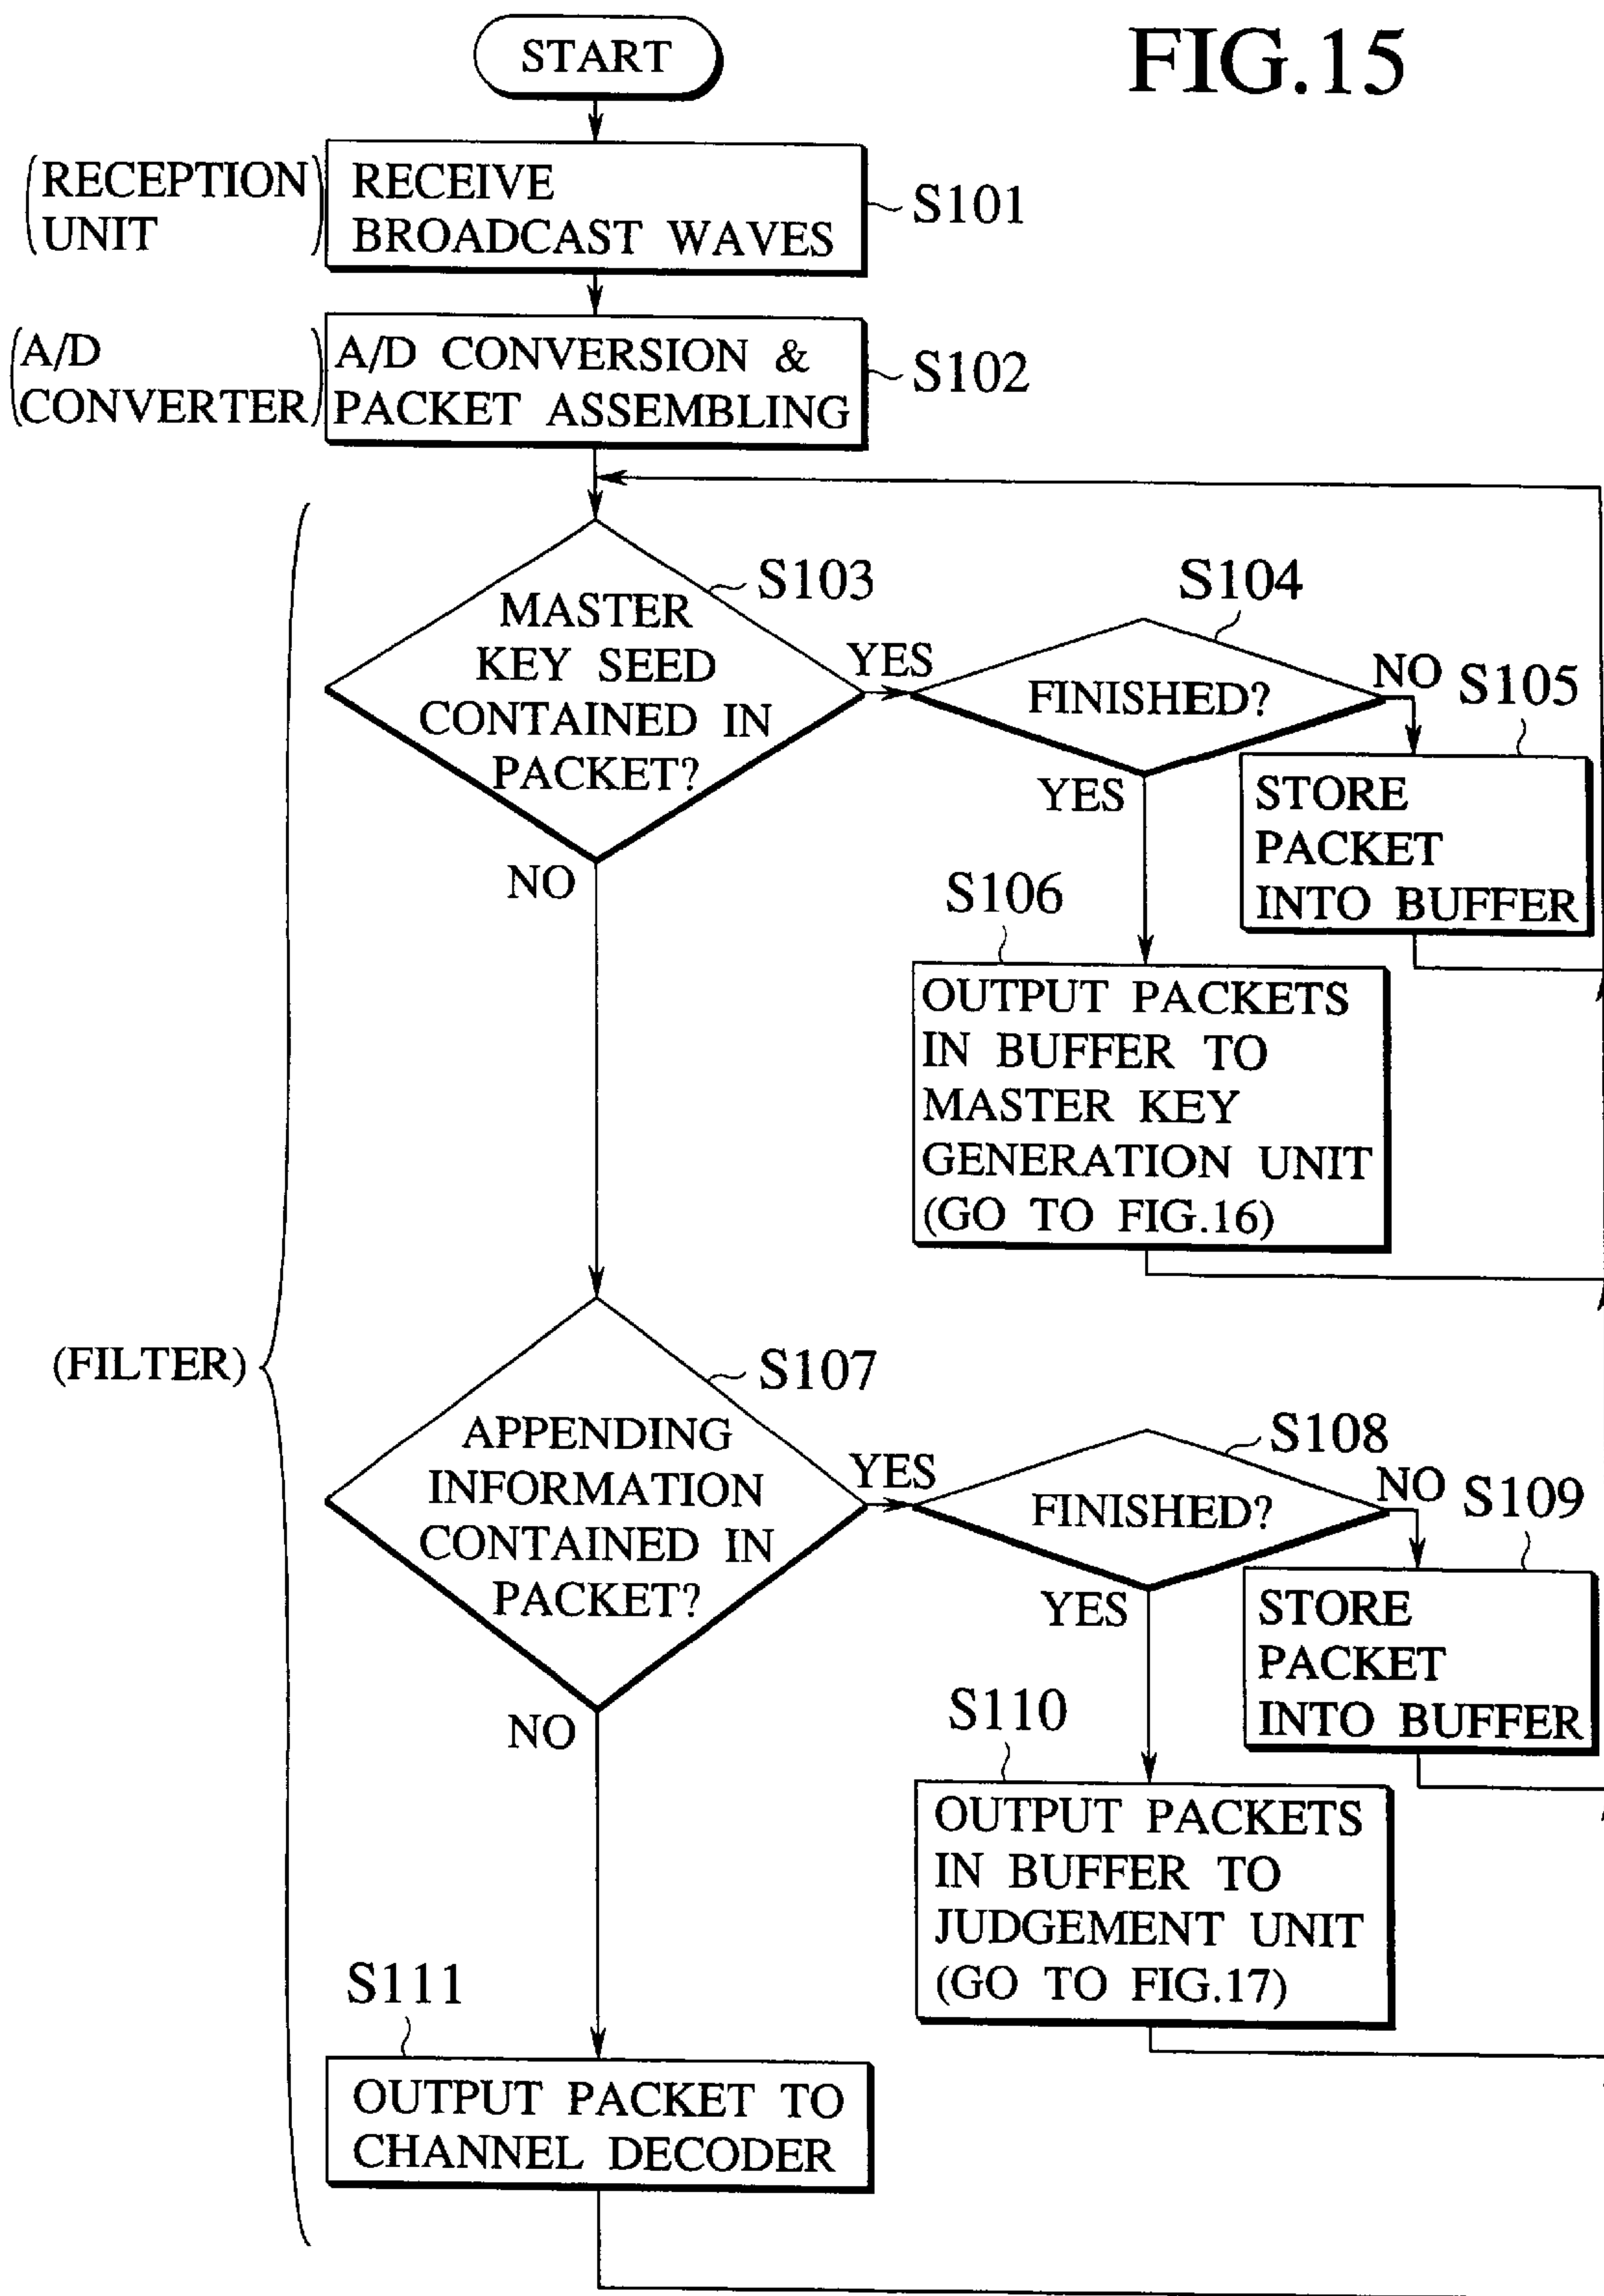 FIG.15
START
(RECEPTION
UNIT)
RECEIVE
BROADCAST WAVES
S101
(A/D
CONVERTER)
A/D CONVERSION &
PACKET ASSEMBLING
S102
S103
MASTER
KEY SEED
CONTAINED IN
PACKET?
YES
NO
S104
FINISHED?
NO
YES
S105
STORE
PACKET
INTO BUFFER
S106
OUTPUT PACKETS
IN BUFFER TO
MASTER KEY
GENERATION UNIT
(GO TO FIG.16)
(FILTER)
S107
APPENDING
INFORMATION
CONTAINED IN
PACKET?
YES
NO
S108
FINISHED?
NO
YES
S109
STORE
PACKET
INTO BUFFER
S110
OUTPUT PACKETS
IN BUFFER TO
JUDGEMENT UNIT
(GO TO FIG.17)
S111
OUTPUT PACKET TO
CHANNEL DECODER